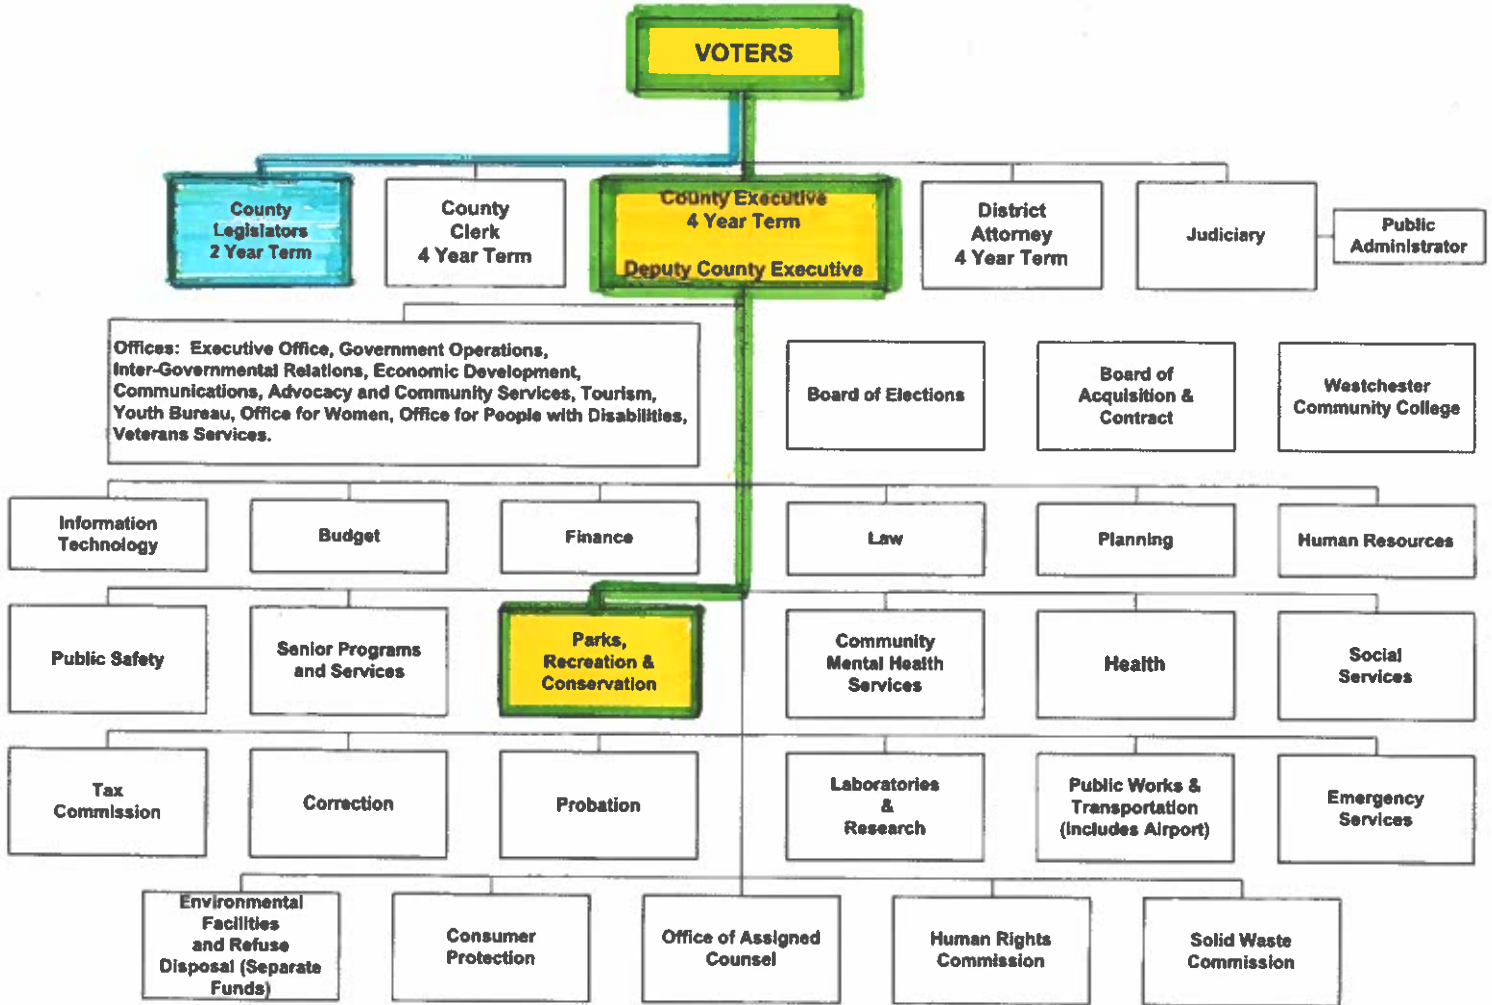 VOTERS
County
Legislators
2 Year Term
County
Clerk
4 Year Term
County Executive
4 Year Term
Deputy County Executive
District
Attorney
4 Year Term
Judiciary
Public
Administrator
Offices: Executive Office, Government Operations,
Inter-Governmental Relations, Economic Development,
Communications, Advocacy and Community Services, Tourism,
Youth Bureau, Office for Women, Office for People with Disabilities,
Veterans Services.
Board of Elections
Board of
Acquisition &
Contract
Westchester
Community College
Information
Technology
Budget
Finance
Law
Planning
Human Resources
Public Safety
Senior Programs
and Services
Parks,
Recreation &
Conservation
Community
Mental Health
Services
Health
Social
Services
Tax
Commission
Correction
Probation
Laboratories
&
Research
Public Works &
Transportation
(includes Airport)
Emergency
Services
Environmental
Facilities
and Refuse
Disposal (Separate
Funds)
Consumer
Protection
Office of Assigned
Counsel
Human Rights
Commission
Solid Waste
Commission